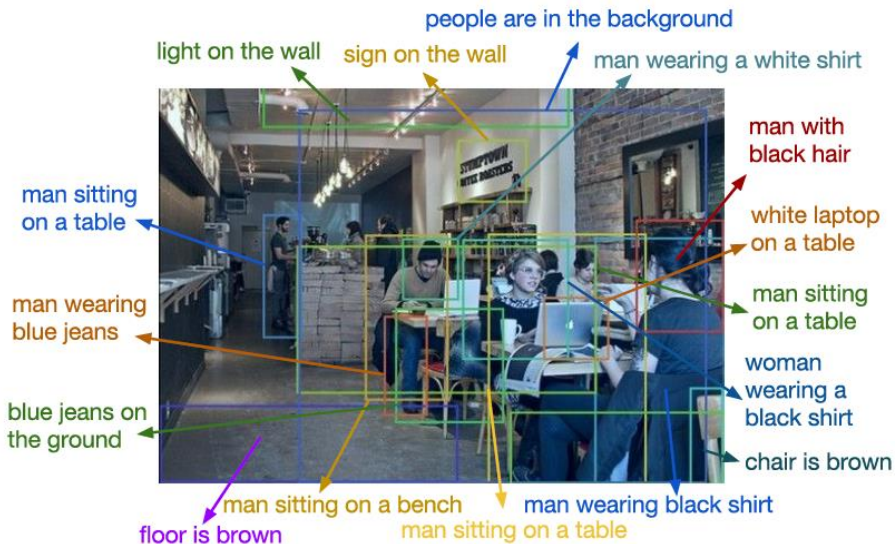 people are in the background
light on the wall
sign on the wall
man wearing a white shirt
man with
black hair
STUMPTOWN
COFFEE ROASTERS
man sitting
on a table
white laptop
on a table
man wearing
blue jeans
man sitting
on a table
woman
wearing a
black shirt
blue jeans on
the ground
chair is brown
man sitting on a bench
man wearing black shirt
floor is brown
man sitting on a table